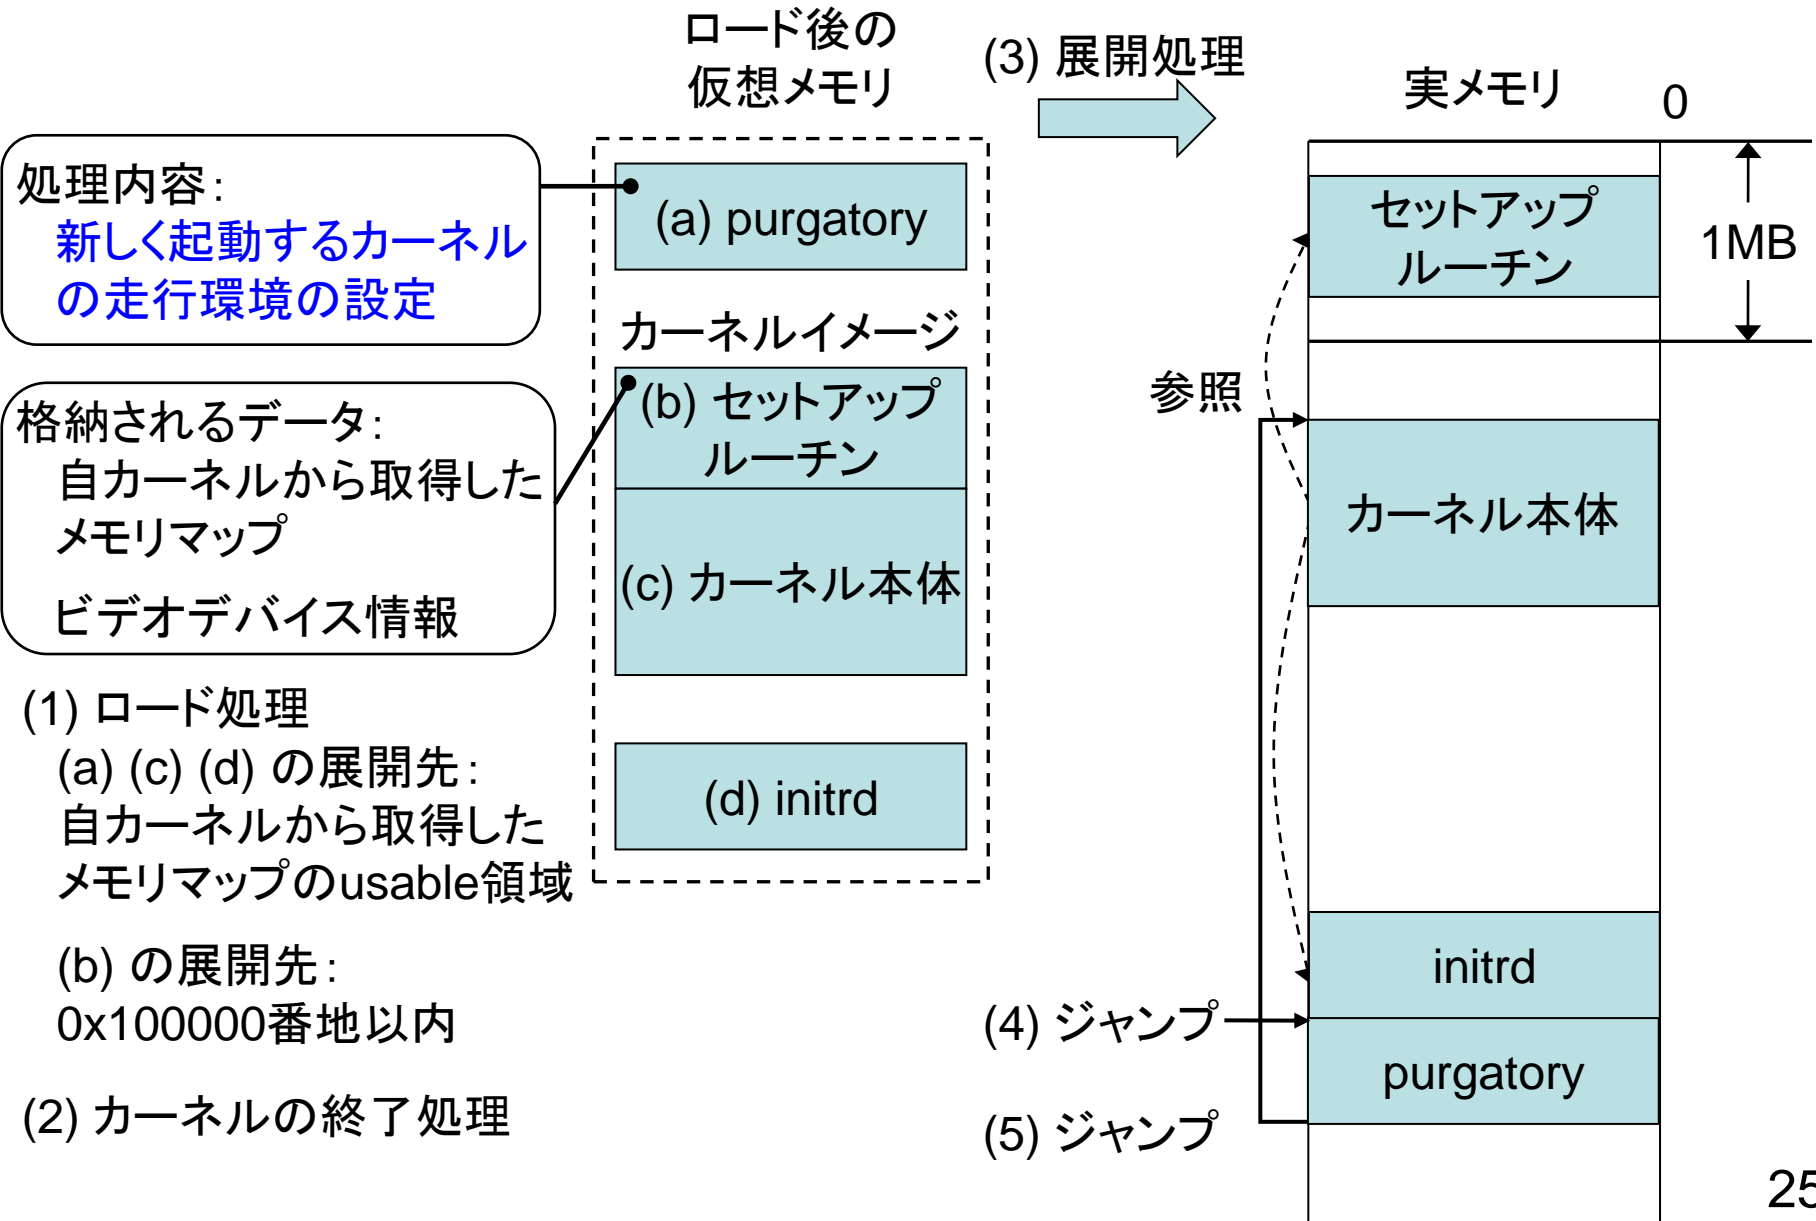 ロード後の
仮想メモリ
(3) 展開処理
実メモリ
0
処理内容:
新しく起動するカーネル
の走行環境の設定
(a) purgatory
セットアップ
ルーチン
1MB
カーネルイメージ
格納されるデータ:
自カーネルから取得した
メモリマップ
ビデオデバイス情報
(b) セットアップ
ルーチン
参照
(c) カーネル本体
カーネル本体
(1) ロード処理
(a) (c) (d) の展開先:
自カーネルから取得した
メモリマップのusable領域
(d) initrd
(b) の展開先:
0x100000番地以内
initrd
(4) ジャンプ
purgatory
(2) カーネルの終了処理
(5) ジャンプ
25